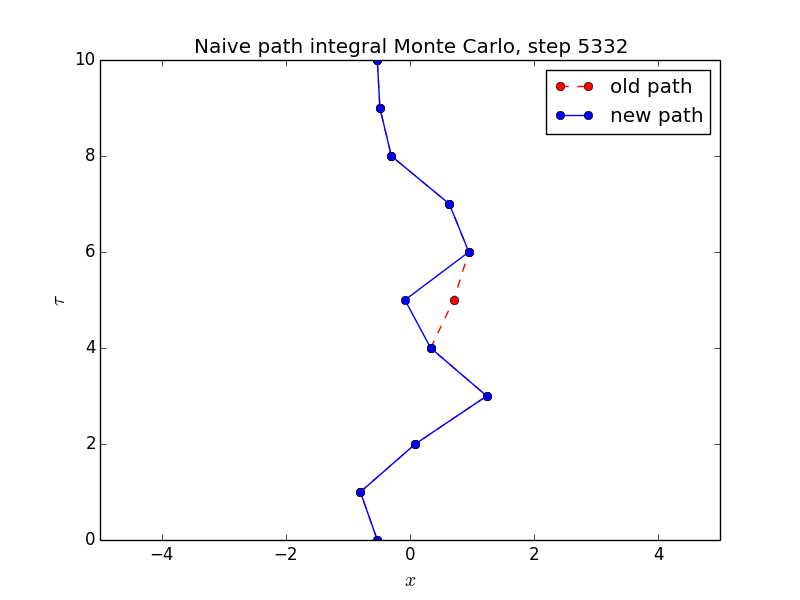 Naive path integral Monte Carlo, step 5332
old path
new path
10
8
6
4
2
0
τ
−4 −2 0 2 4
x